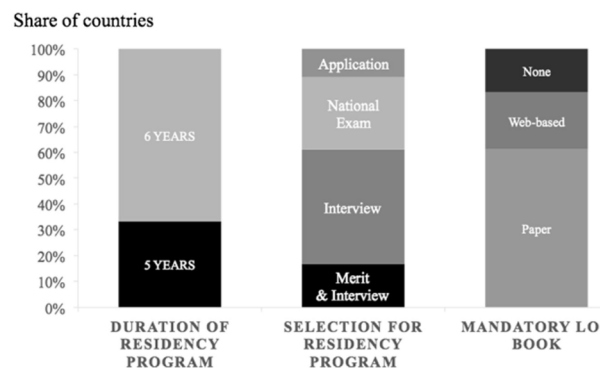 Share of countries
100%
90%
80%
70%
60%
50%
40%
30%
20%
10%
0%
6 YEARS
5 YEARS
Application
National
Exam
Interview
Merit
& Interview
None
Web-based
Paper
DURATION OF
RESIDENCY
PROGRAM
SELECTION FOR
RESIDENCY
PROGRAM
MANDATORY LO
BOOK